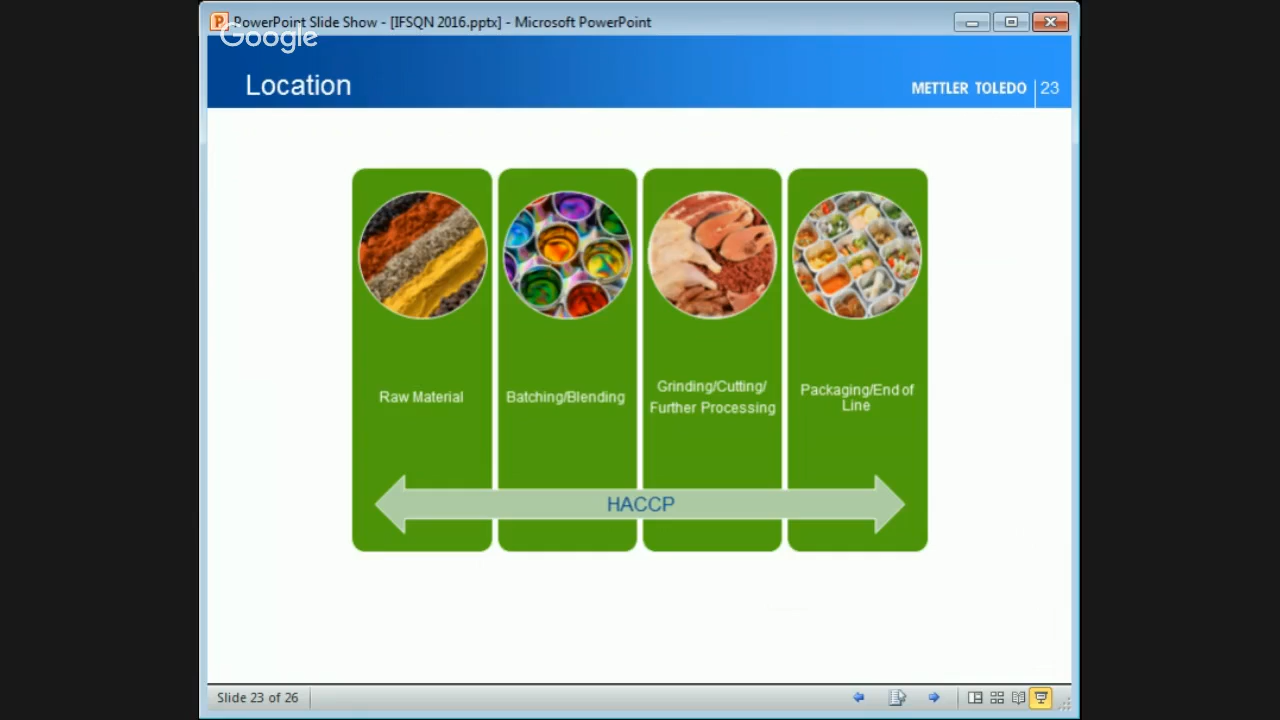 PowerPoint Slide Show - [IFSQN 2016.pptx] - Microsoft PowerPoint
Google
Location
METTLER TOLEDO 23
Raw Material
Batching/Blending
Grinding/Cutting/
Further Processing
Packaging/End of
Line
HACCP
Slide 23 of 26